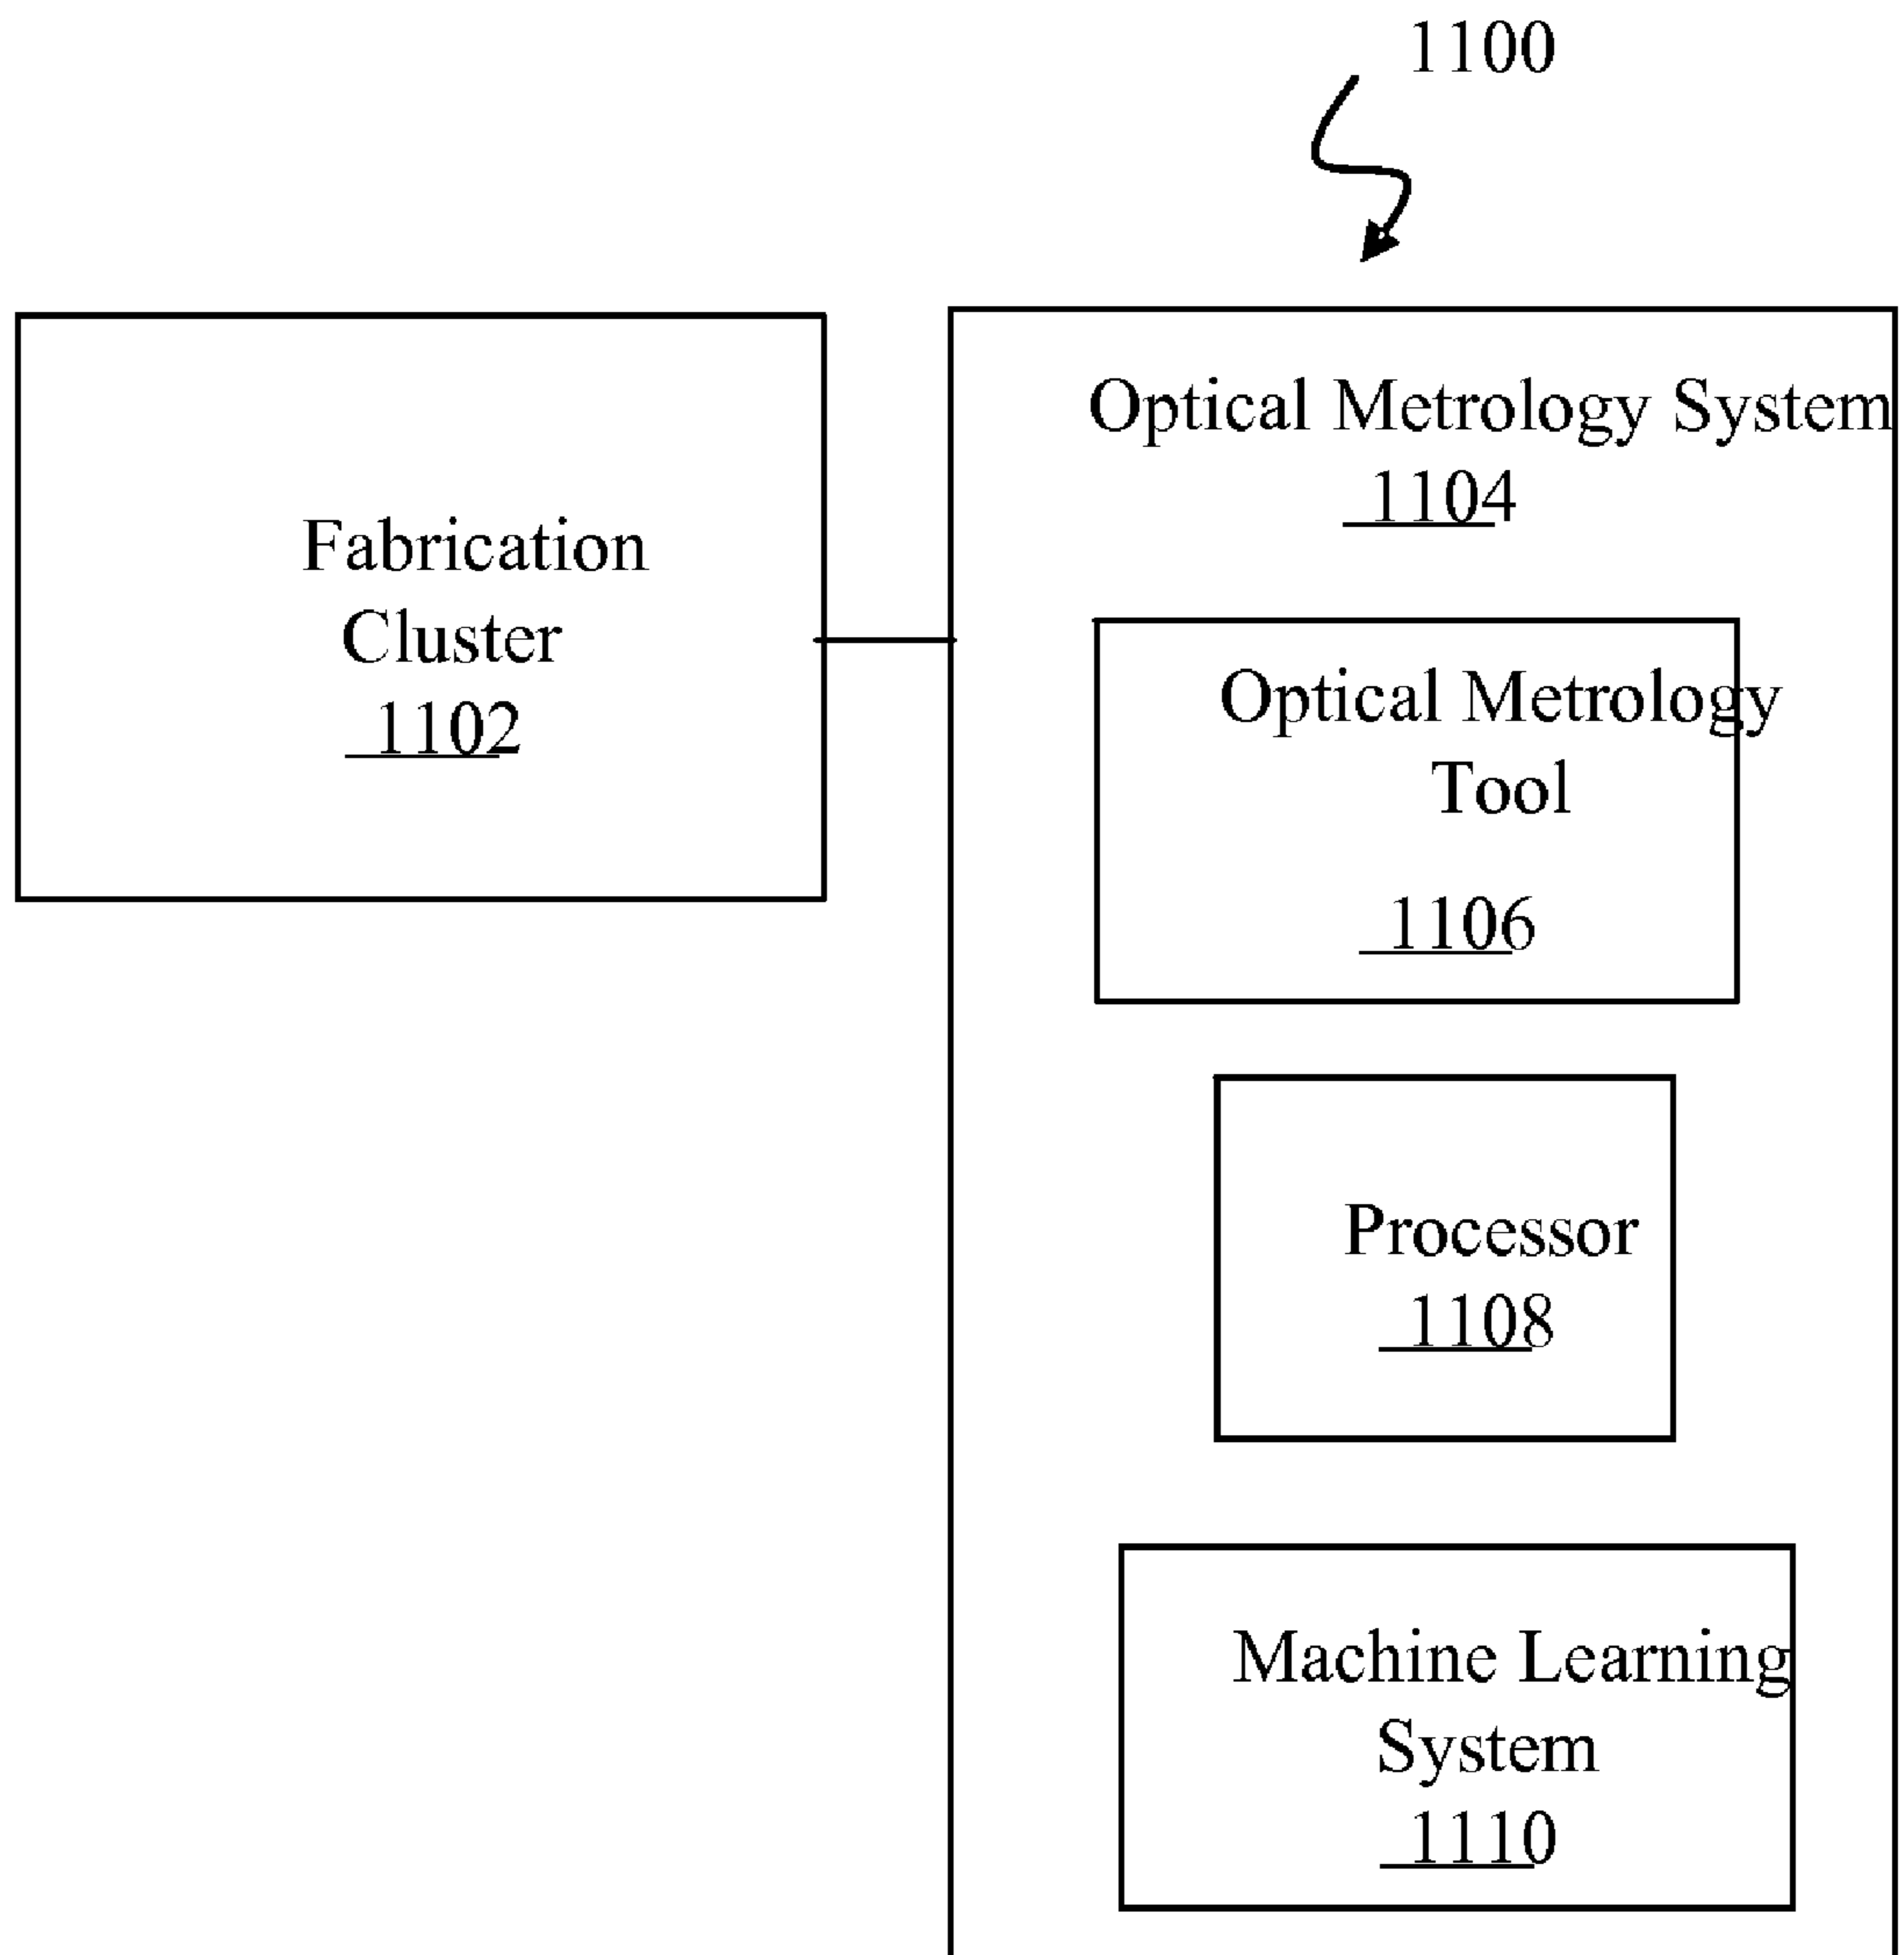 1100
Fabrication
Cluster
1102
Optical Metrology System
1104
Optical Metrology
Tool
1106
Processor
1108
Machine Learning
System
1110